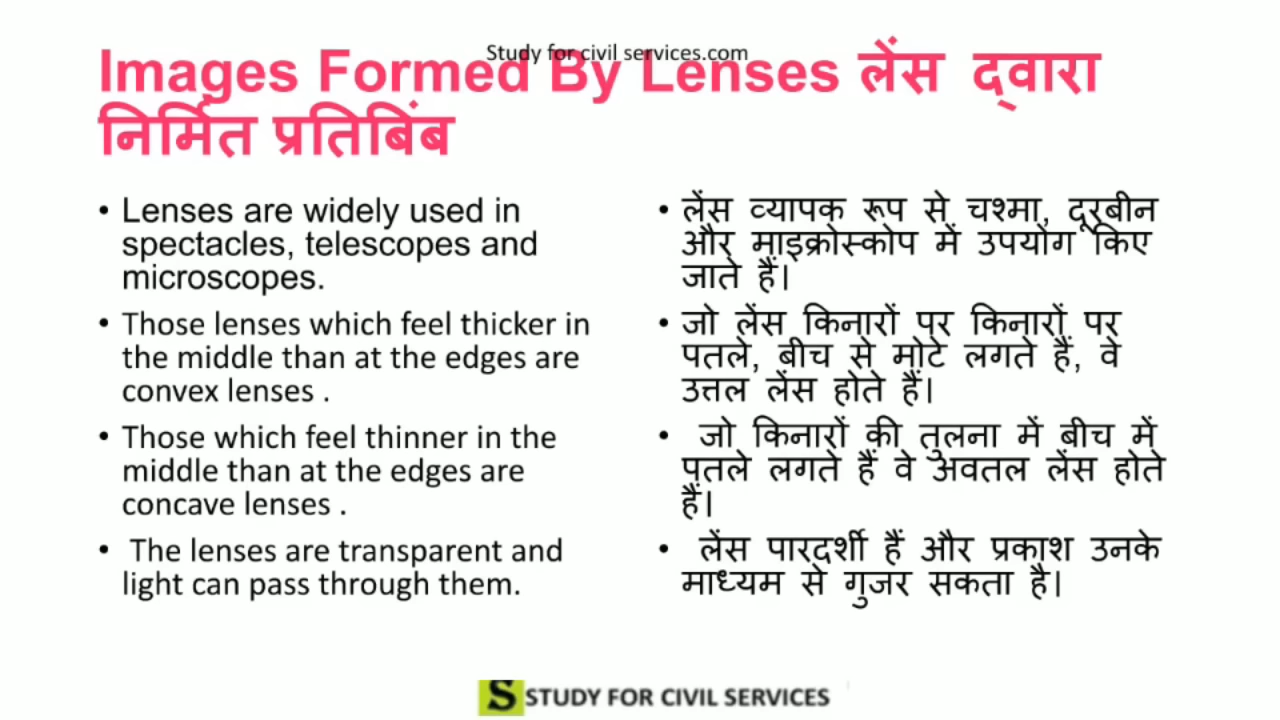 Study for civil services.com
Images Formed By Lenses लेंस द्वारा
निर्मित प्रतिबिंब
• Lenses are widely used in
spectacles, telescopes and
microscopes.
• Those lenses which feel thicker in
the middle than at the edges are
convex lenses .
• Those which feel thinner in the
middle than at the edges are
concave lenses .
• The lenses are transparent and
light can pass through them.
• लेंस व्यापक रूप से चश्मा, दूरबीन
और माइक्रोस्कोप में उपयोग किए
जाते हैं।
• जो लेंस किनारों पर किनारों पर
पतले, बीच से मोटे लगते हैं, वे
उत्तल लेंस होते हैं।
• जो किनारों की तुलना में बीच में
पतले लगते हैं वे अवतल लेंस होते
हैं।
• लेंस पारदर्शी हैं और प्रकाश उनके
माध्यम से गुजर सकता है।
S STUDY FOR CIVIL SERVICES